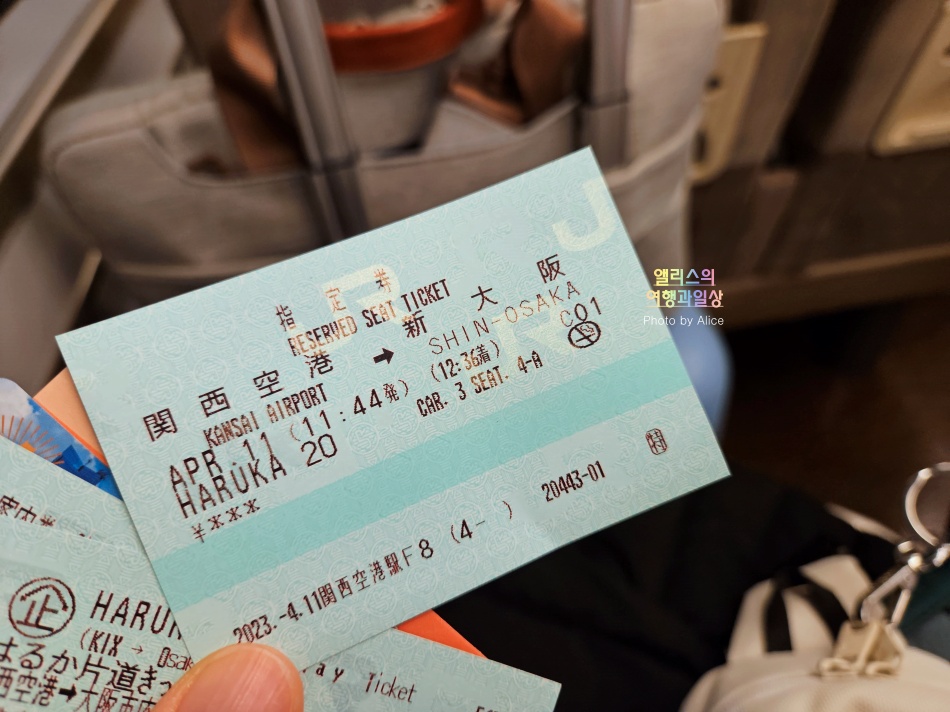 指定券
RESERVED SEAT TICKET
関西空港 ➡ 新大阪
KANSAI AIRPORT SHIN-OSAKA
APR 11 (11:44発) (12:36着) C01
HARUKA 20 CAR. 3 SEAT. 4-A
¥***
特
2023.-4.11関西空港駅F8 (4- ) 20443-01
JR
앨리스의
여행과일상
Photo by Alice
企 HARU
(KIX → Osak
はるか片道きっ
西空港➡大阪市内
ay Ticket